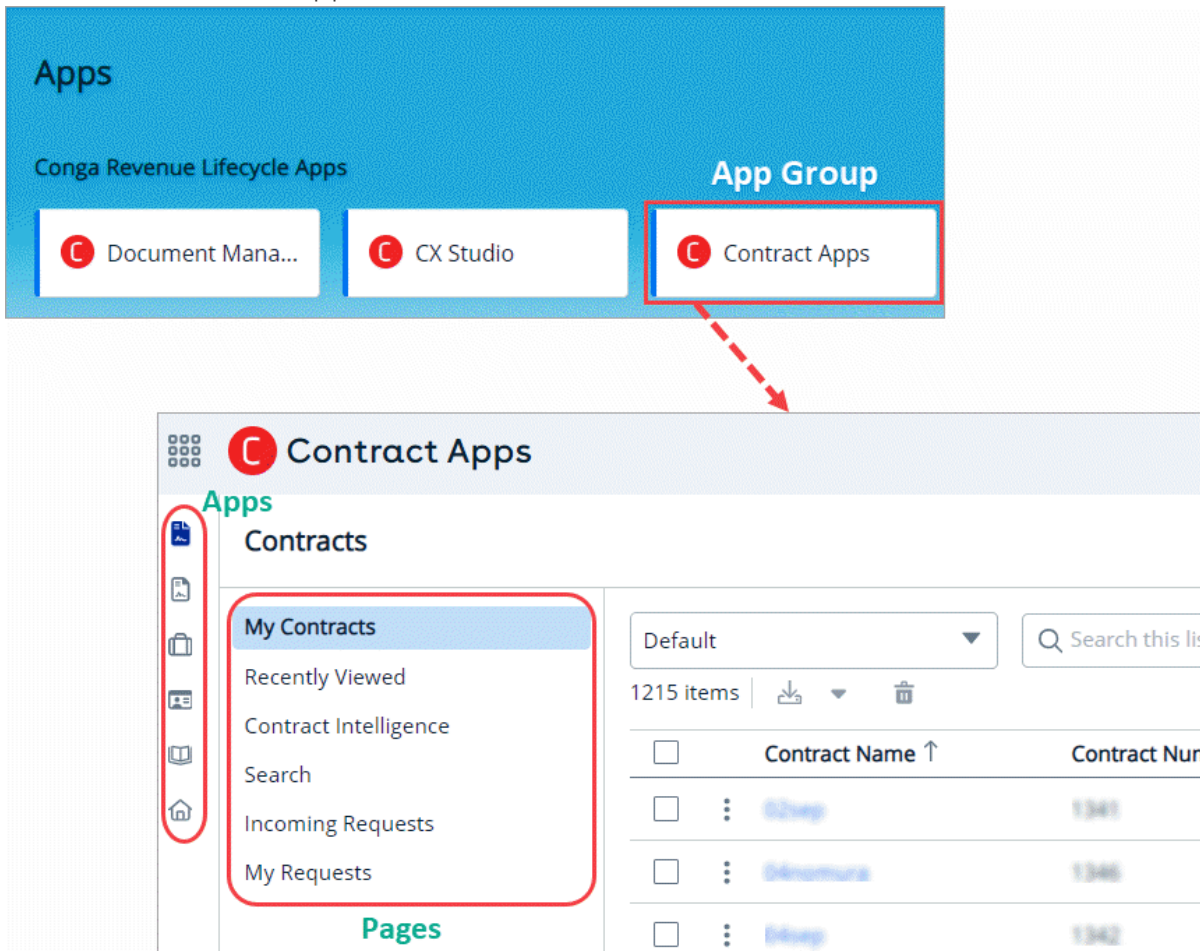 Apps
Conga Revenue Lifecycle Apps
App Group
Document Mana...
CX Studio
Contract Apps
Contract Apps
Apps
Contracts
My Contracts
Recently Viewed
Contract Intelligence
Search
Incoming Requests
My Requests
Pages
Default
Search this lis
1215 items
Contract Name ↑
Contract Nur